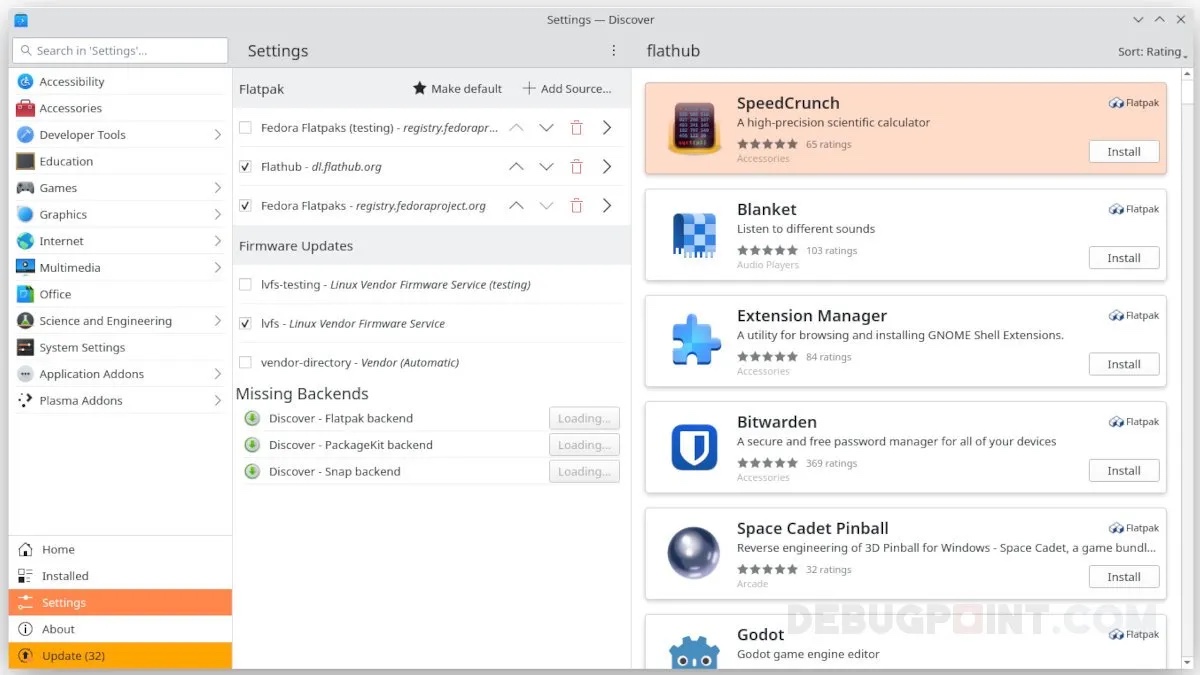 Settings — Discover
Search in 'Settings'...
Accessibility
Accessories
Developer Tools
Education
Games
Graphics
Internet
Multimedia
Office
Science and Engineering
System Settings
Application Addons
Plasma Addons
Home
Installed
Settings
About
Update (32)
Settings
Flatpak
Make default
Add Source...
Fedora Flatpaks (testing) - registry.fedorapr...
Flathub - dl.flathub.org
Fedora Flatpaks - registry.fedoraproject.org
Firmware Updates
lvfs-testing - Linux Vendor Firmware Service (testing)
lvfs - Linux Vendor Firmware Service
vendor-directory - Vendor (Automatic)
Missing Backends
Discover - Flatpak backend
Loading...
Discover - PackageKit backend
Loading...
Discover - Snap backend
Loading...
flathub
Sort: Rating
SpeedCrunch
Flatpak
A high-precision scientific calculator
65 ratings
Accessories
Install
Blanket
Flatpak
Listen to different sounds
103 ratings
Audio Players
Install
Extension Manager
Flatpak
A utility for browsing and installing GNOME Shell Extensions.
84 ratings
Accessories
Install
Bitwarden
Flatpak
A secure and free password manager for all of your devices
369 ratings
Accessories
Install
Space Cadet Pinball
Flatpak
Reverse engineering of 3D Pinball for Windows - Space Cadet, a game bundl...
32 ratings
Arcade
Install
DEBUGPOINT.COM
Godot
Flatpak
Godot game engine editor